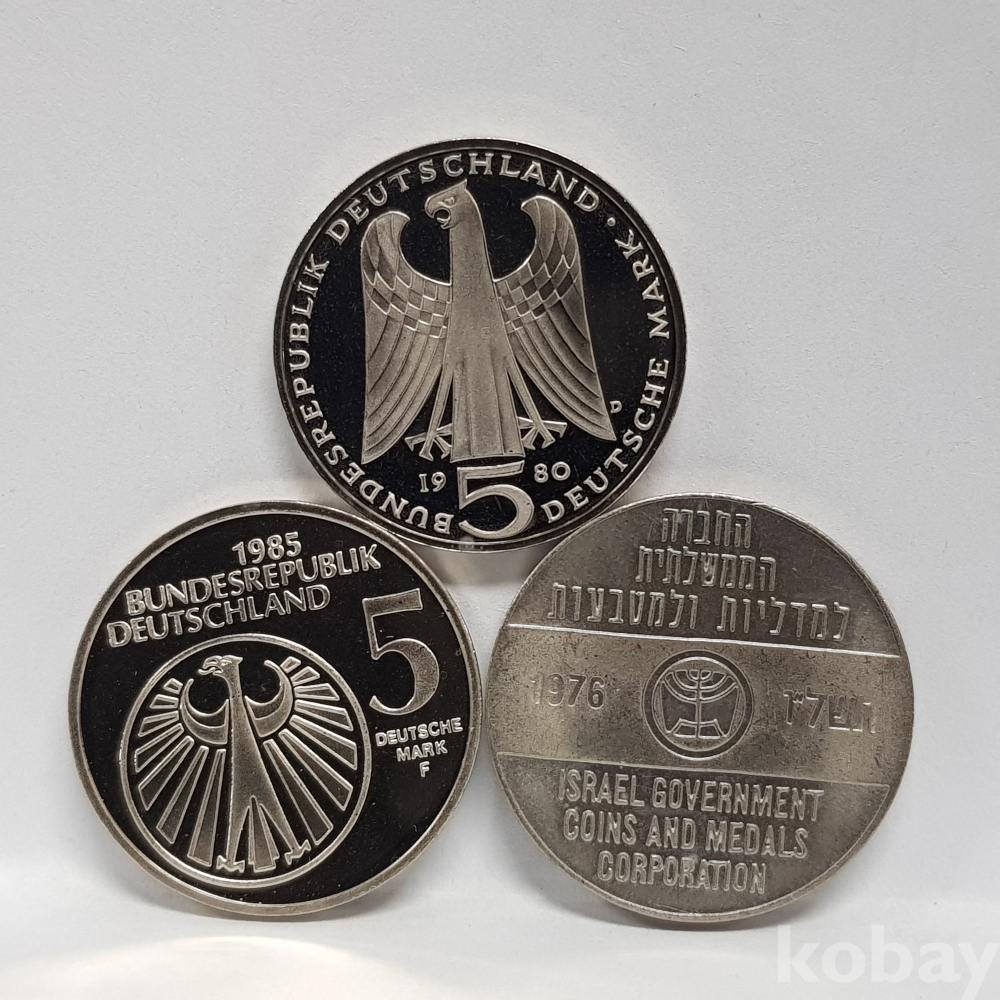 BUNDESREPUBLIK DEUTSCHLAND · DEUTSCHE MARK
D
19 80
5
1985
BUNDESREPUBLIK
DEUTSCHLAND
5
DEUTSCHE
MARK
F
החברה
הממשלתית
למדליות ולמטבעות
1976 תשל"ו
ISRAEL GOVERNMENT
COINS AND MEDALS
CORPORATION
kobay